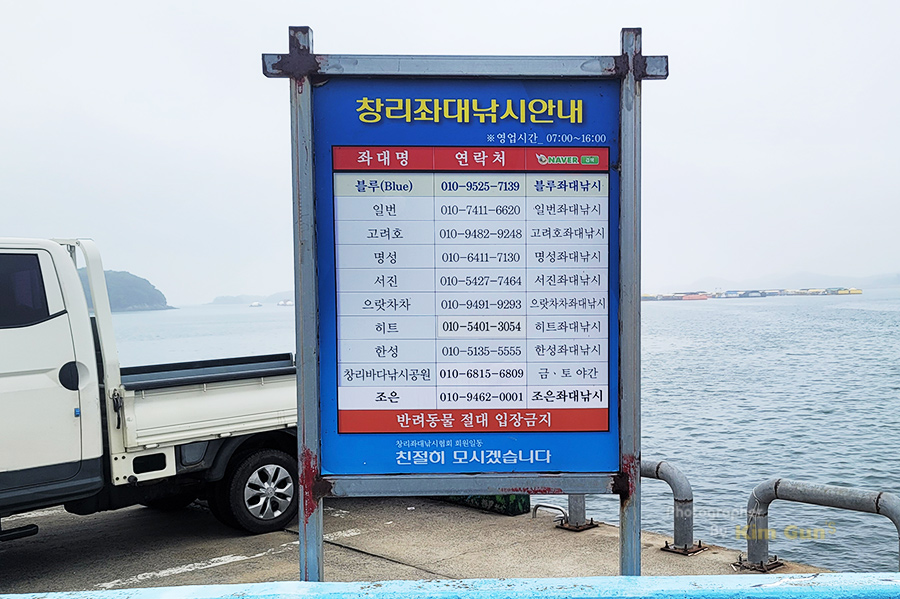 창리좌대낚시안내
※영업시간_ 07:00~16:00
좌대명 연락처 NAVER 검색
블루(Blue) 010-9525-7139 블루좌대낚시
일번 010-7411-6620 일번좌대낚시
고려호 010-9482-9248 고려호좌대낚시
명성 010-6411-7130 명성좌대낚시
서진 010-5427-7464 서진좌대낚시
으랏차차 010-9491-9293 으랏차차좌대낚시
히트 010-5401-3054 히트좌대낚시
한성 010-5135-5555 한성좌대낚시
창리바다낚시공원 010-6815-6809 금·토 야간
조은 010-9462-0001 조은좌대낚시
반려동물 절대 입장금지
창리좌대낚시협회 회원일동
친절히 모시겠습니다
Photography
Kim Gun